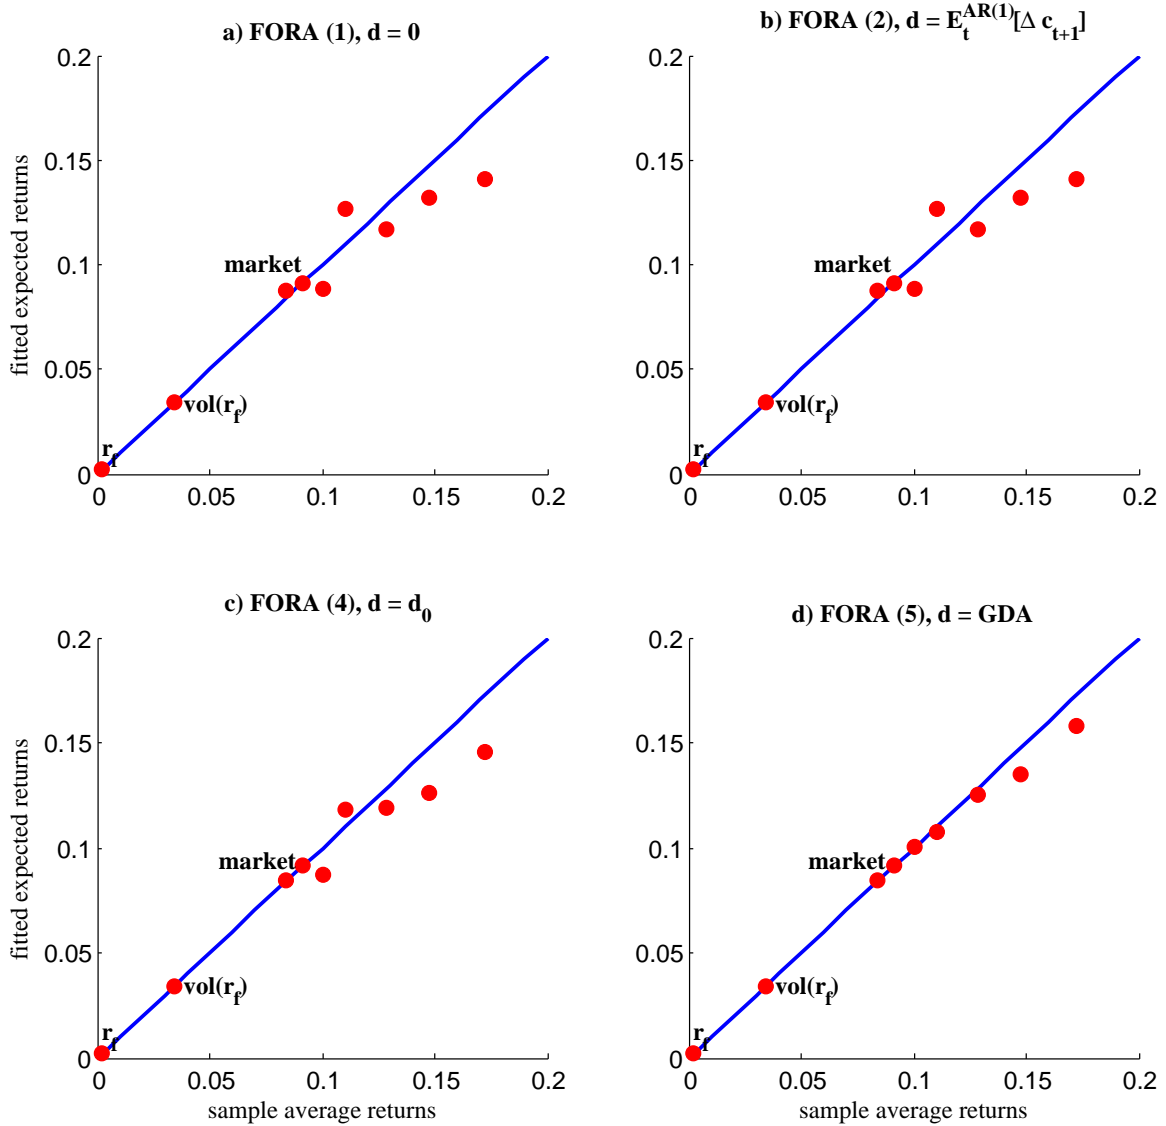 a) FORA (1), d = 0
0.2
0.15
0.1
0.05
0
fitted expected returns
market
vol(r_f)
r_f
0 0.05 0.1 0.15 0.2
b) FORA (2), d = E_t^AR(1)[Δ c_t+1]
0.2
0.15
0.1
0.05
0
market
vol(r_f)
r_f
0 0.05 0.1 0.15 0.2
c) FORA (4), d = d_0
0.2
0.15
0.1
0.05
0
fitted expected returns
market
vol(r_f)
r_f
0 0.05 0.1 0.15 0.2
sample average returns
d) FORA (5), d = GDA
0.2
0.15
0.1
0.05
0
market
vol(r_f)
r_f
0 0.05 0.1 0.15 0.2
sample average returns